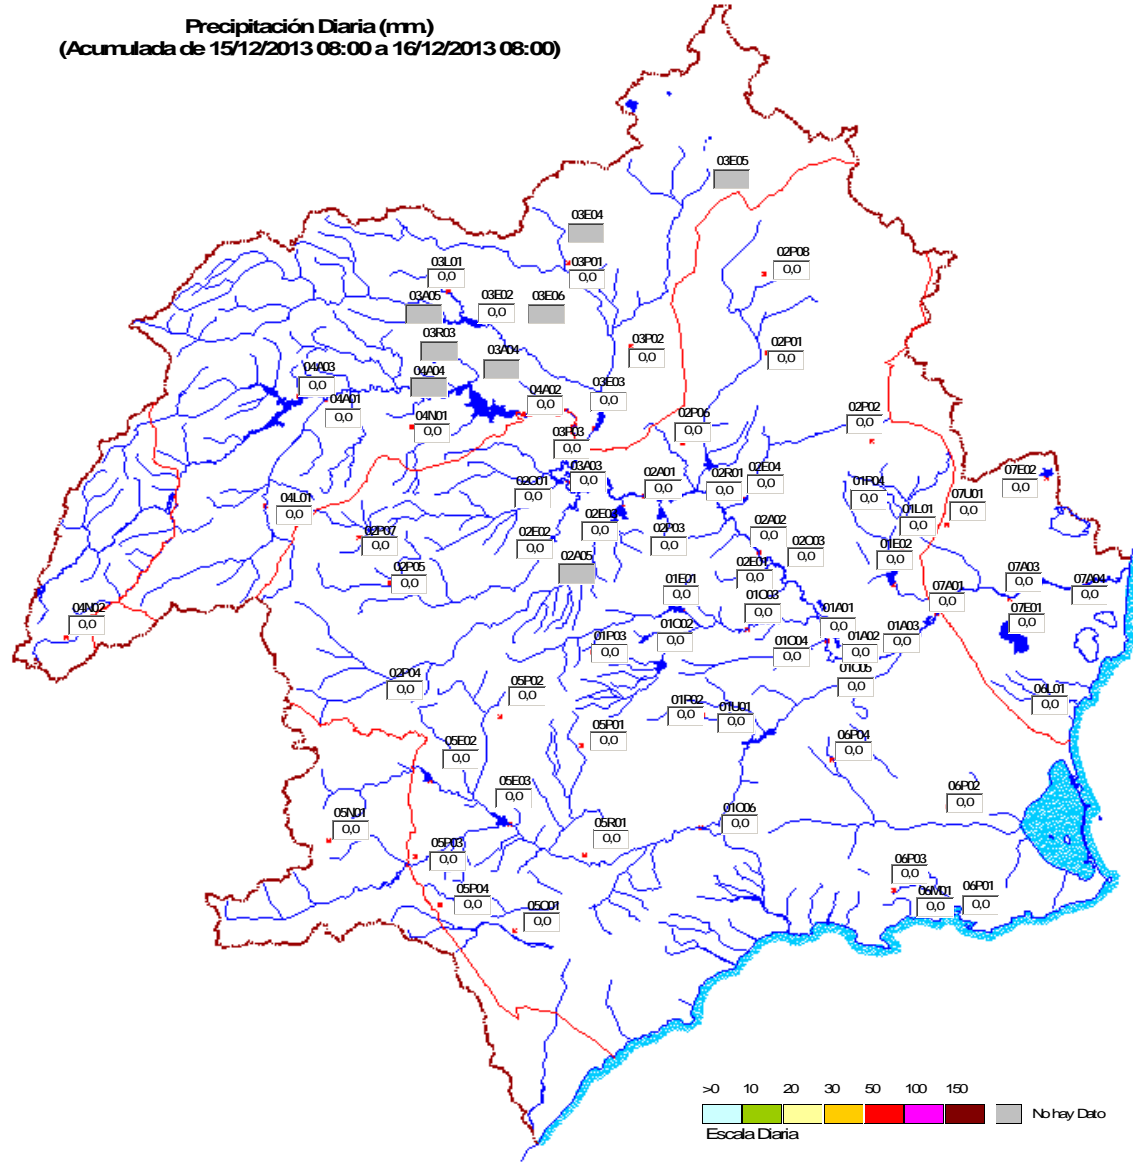 Precipitación Diaria (mm.)
(Acumulada de 15/12/2013 08:00 a 16/12/2013 08:00)
03E05
03E04
02P08
0,0
03L01
0,0
03P01
0,0
03A05
03E02
0,0
03E06
03R03
03P02
0,0
02P01
0,0
03A04
04A03
0,0
04A04
03E03
0,0
04A02
0,0
04A01
0,0
02P06
0,0
02P02
0,0
04N01
0,0
03P03
0,0
03A03
0,0
02A01
0,0
02R01
0,0
02E04
0,0
07E02
0,0
02O01
0,0
01P04
0,0
04L01
0,0
07U01
0,0
01L01
0,0
02P07
0,0
02E02
0,0
0,0
02P03
0,0
02A02
0,0
02O03
0,0
01E02
0,0
02A05
02P05
0,0
02E01
0,0
07A03
0,0
07A04
0,0
01E01
0,0
07A01
0,0
04N02
0,0
01O03
0,0
01A01
0,0
07E01
0,0
01P03
0,0
01O02
0,0
01O04
0,0
01A02
0,0
01A03
0,0
01O05
0,0
02P04
0,0
05P02
0,0
06L01
0,0
01P02
0,0
01U01
0,0
05P01
0,0
06P04
0,0
05E02
0,0
05E03
0,0
06P02
0,0
05N01
0,0
05R01
0,0
01O06
0,0
05P03
0,0
06P03
0,0
05P04
0,0
06M01
0,0
06P01
0,0
05O01
0,0
>0 10 20 30 50 100 150
No hay Dato
Escala Diaria